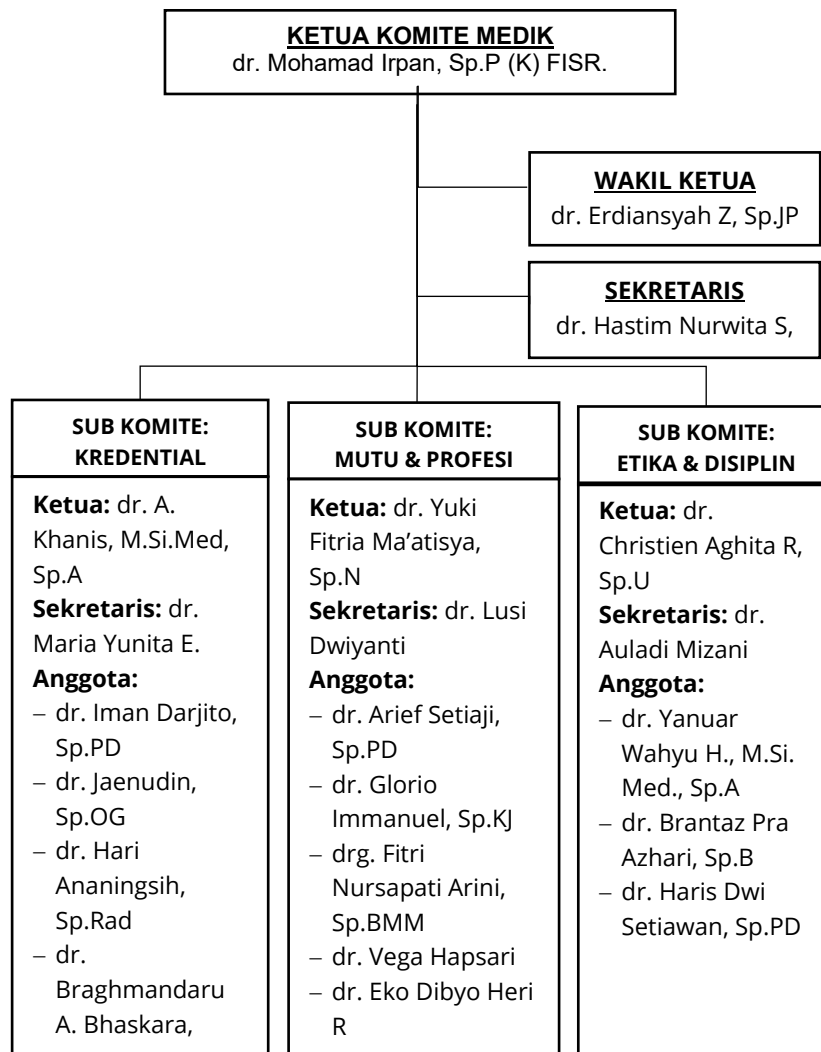 KETUA KOMITE MEDIK
dr. Mohamad Irpan, Sp.P (K) FISR.
WAKIL KETUA
dr. Erdiansyah Z, Sp.JP
SEKRETARIS
dr. Hastim Nurwita S,
SUB KOMITE:
KREDENTIAL
Ketua: dr. A.
Khanis, M.Si.Med,
Sp.A
Sekretaris: dr.
Maria Yunita E.
Anggota:
– dr. Iman Darjito,
Sp.PD
– dr. Jaenudin,
Sp.OG
– dr. Hari
Ananingsih,
Sp.Rad
– dr.
Braghmandaru
A. Bhaskara,
SUB KOMITE:
MUTU & PROFESI
Ketua: dr. Yuki
Fitria Ma’atisya,
Sp.N
Sekretaris: dr. Lusi
Dwiyanti
Anggota:
– dr. Arief Setiaji,
Sp.PD
– dr. Glorio
Immanuel, Sp.KJ
– drg. Fitri
Nursapati Arini,
Sp.BMM
– dr. Vega Hapsari
– dr. Eko Dibyo Heri
R
SUB KOMITE:
ETIKA & DISIPLIN
Ketua: dr.
Christien Aghita R,
Sp.U
Sekretaris: dr.
Auladi Mizani
Anggota:
– dr. Yanuar
Wahyu H., M.Si.
Med., Sp.A
– dr. Brantaz Pra
Azhari, Sp.B
– dr. Haris Dwi
Setiawan, Sp.PD